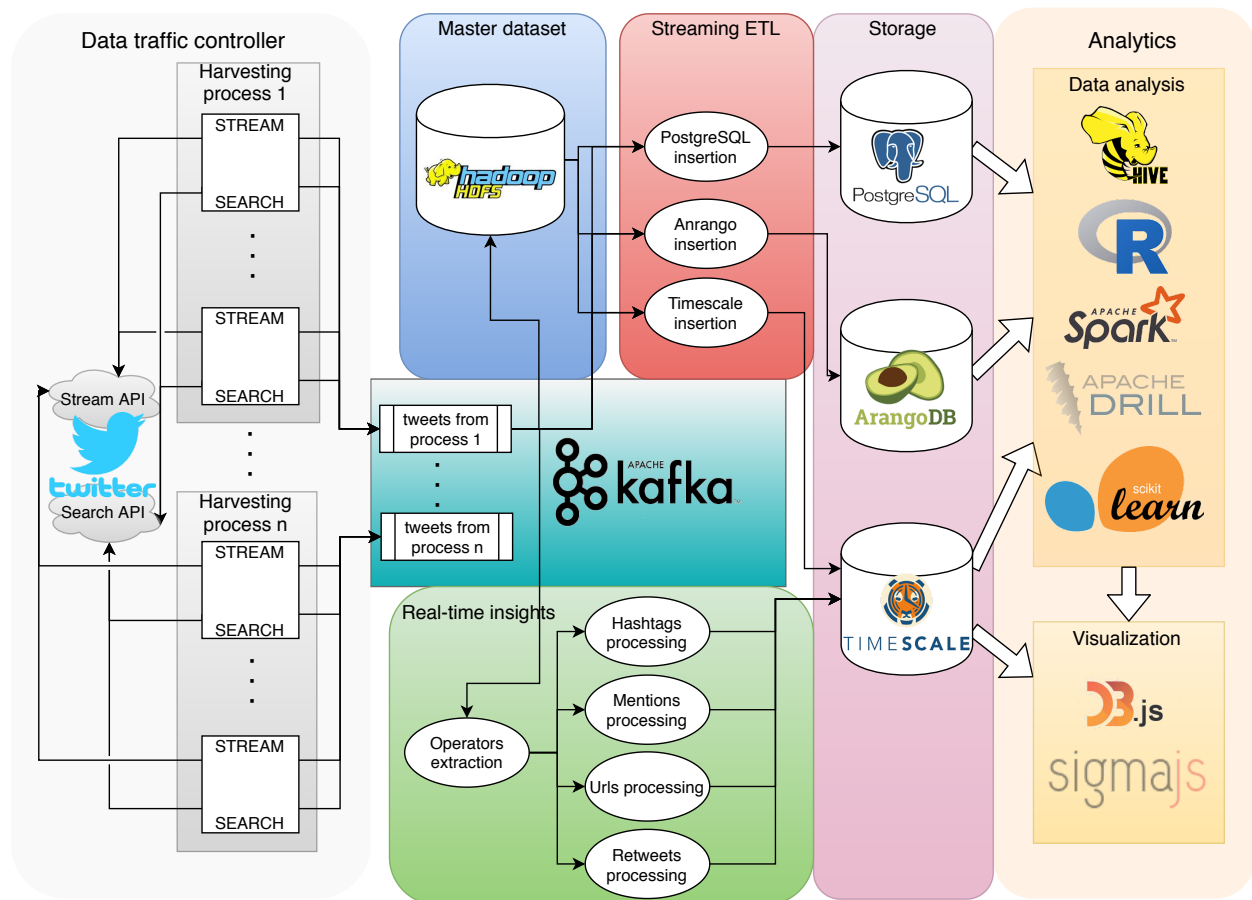 Data traffic controller
Harvesting
process 1
STREAM
SEARCH
STREAM
SEARCH
Stream API
twitter
Search API
Harvesting
process n
STREAM
SEARCH
STREAM
SEARCH
Master dataset
hadoop
HDFS
Streaming ETL
PostgreSQL
insertion
Anrango
insertion
Timescale
insertion
tweets from
process 1
tweets from
process n
APACHE
kafka
TM
Real-time insights
Operators
extraction
Hashtags
processing
Mentions
processing
Urls processing
Retweets
processing
Storage
PostgreSQL
ArangoDB
TIMESCALE
Analytics
Data analysis
HIVE
R
APACHE
Spark
TM
APACHE
DRILL
scikit
learn
Visualization
D3.js
sigmajs